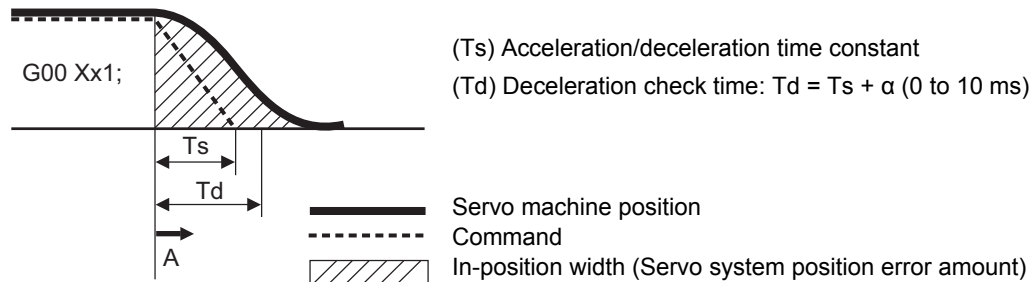 G00 Xx1;
(Ts) Acceleration/deceleration time constant
(Td) Deceleration check time: Td = Ts + α (0 to 10 ms)
Ts
Td
A
Servo machine position
Command
In-position width (Servo system position error amount)